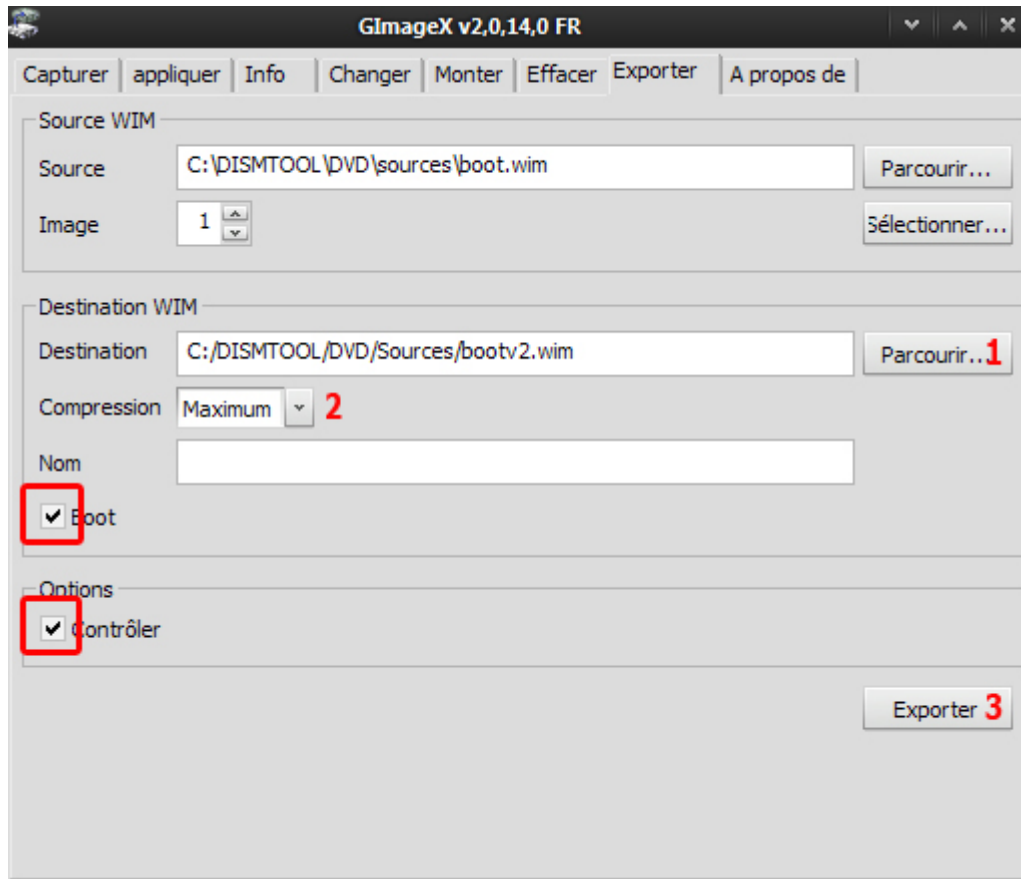 GImageX v2,0,14,0 FR
Capturer appliquer Info Changer Monter Effacer Exporter A propos de
Source WIM
Source C:\DISMTOOL\DVD\sources\boot.wim Parcourir...
Image 1 Sélectionner...
Destination WIM
Destination C:/DISMTOOL/DVD/Sources/bootv2.wim Parcourir... 1
Compression Maximum 2
Nom
Boot
Options
Contrôler
Exporter 3